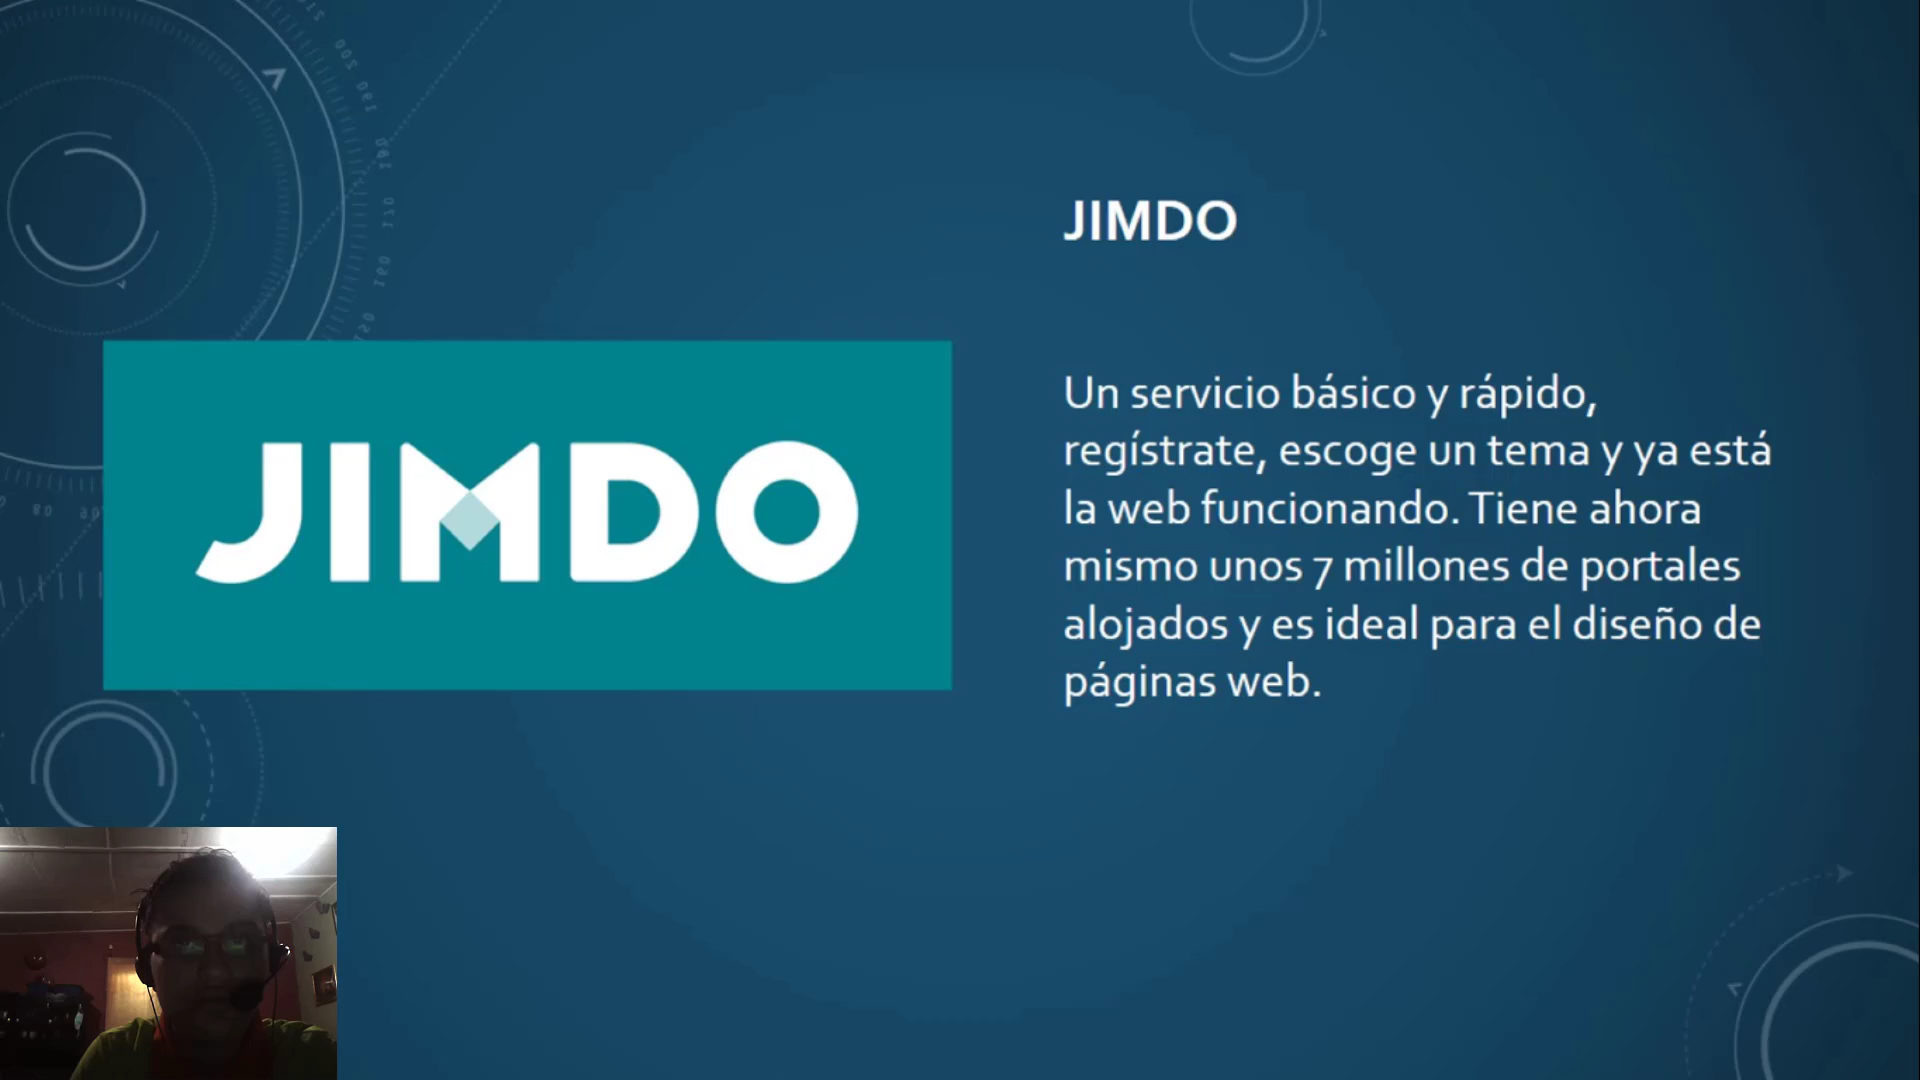 JIMDO
JIMDO
Un servicio básico y rápido,
regístrate, escoge un tema y ya está
la web funcionando. Tiene ahora
mismo unos 7 millones de portales
alojados y es ideal para el diseño de
páginas web.